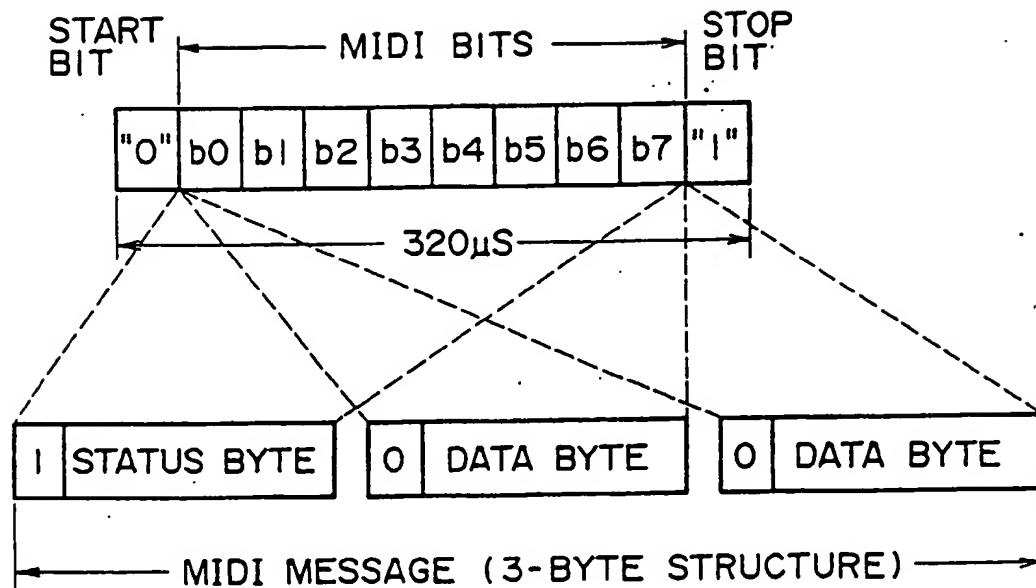 START BIT
MIDI BITS
STOP BIT
"0" b0 b1 b2 b3 b4 b5 b6 b7 "1"
320μS
1 STATUS BYTE 0 DATA BYTE 0 DATA BYTE
MIDI MESSAGE (3-BYTE STRUCTURE)